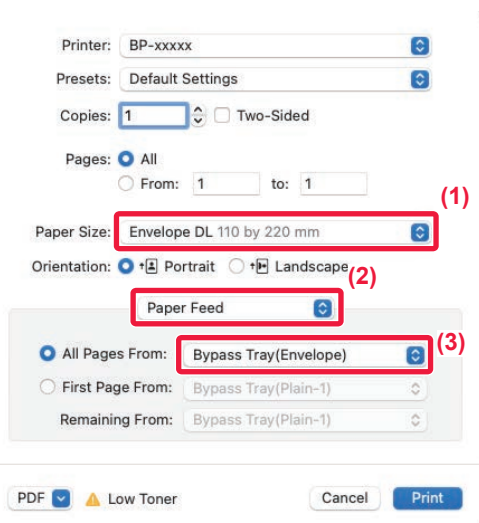 Printer: BP-xxxxx
Presets: Default Settings
Copies: 1 Two-Sided
Pages: All
From: 1 to: 1
(1)
Paper Size: Envelope DL 110 by 220 mm
Orientation: Portrait Landscape
(2)
Paper Feed
(3)
All Pages From: Bypass Tray(Envelope)
First Page From: Bypass Tray(Plain-1)
Remaining From: Bypass Tray(Plain-1)
PDF Low Toner Cancel Print